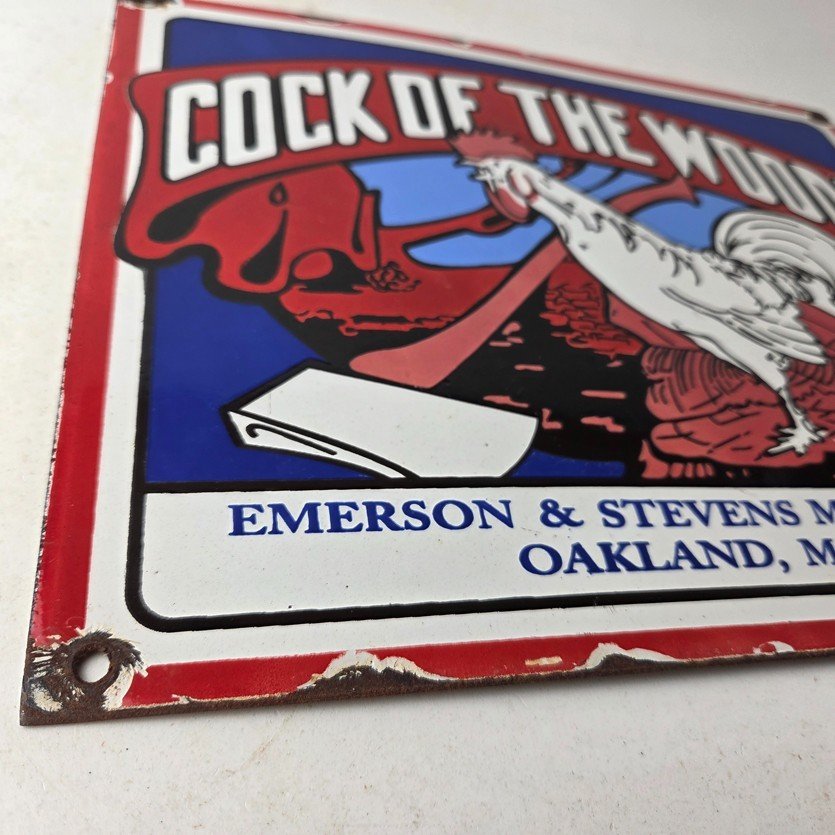 COCK OF THE WOOD
EMERSON & STEVENS M
OAKLAND, M